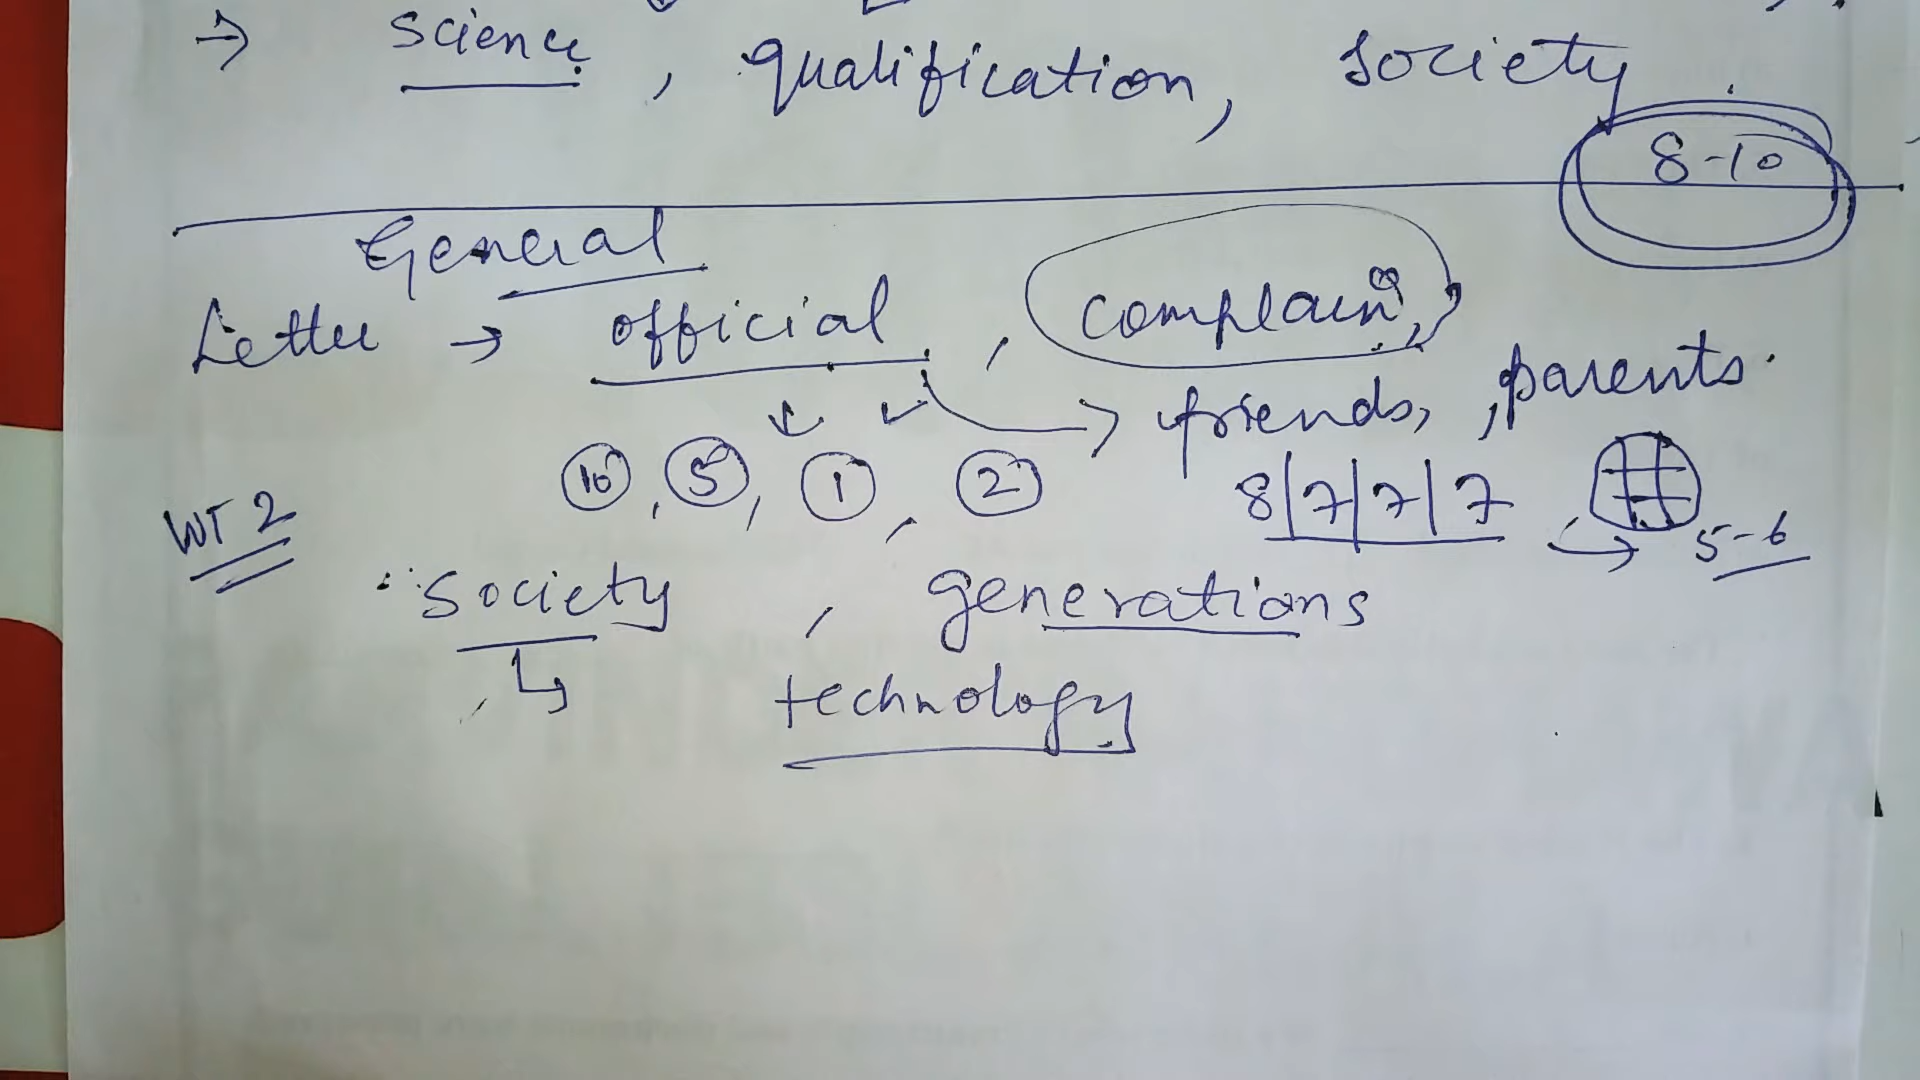 → Science, qualification, society
8-10
General
Letter → official, complain,
→ friends, parents.
10, 5, 1, 2
8|7|7|7
5-6
WT 2
society, generations
technology